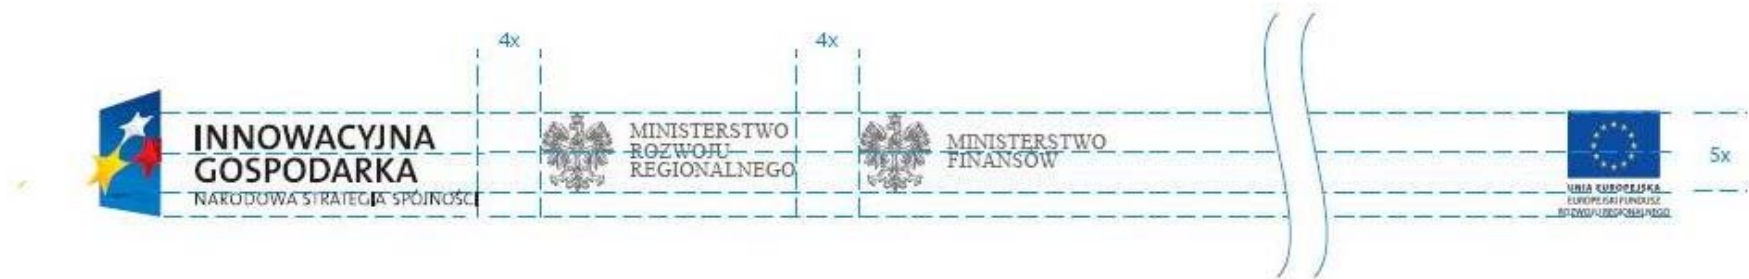 4x
4x
INNOWACYJNA
GOSPODARKA
NARODOWA STRATEGIA SPÓJNOŚCI
MINISTERSTWO
ROZWOJU
REGIONALNEGO
MINISTERSTWO
FINANSÓW
UNIA EUROPEJSKA
EUROPEJSKI FUNDUSZ
ROZWOJU REGIONALNEGO
5x